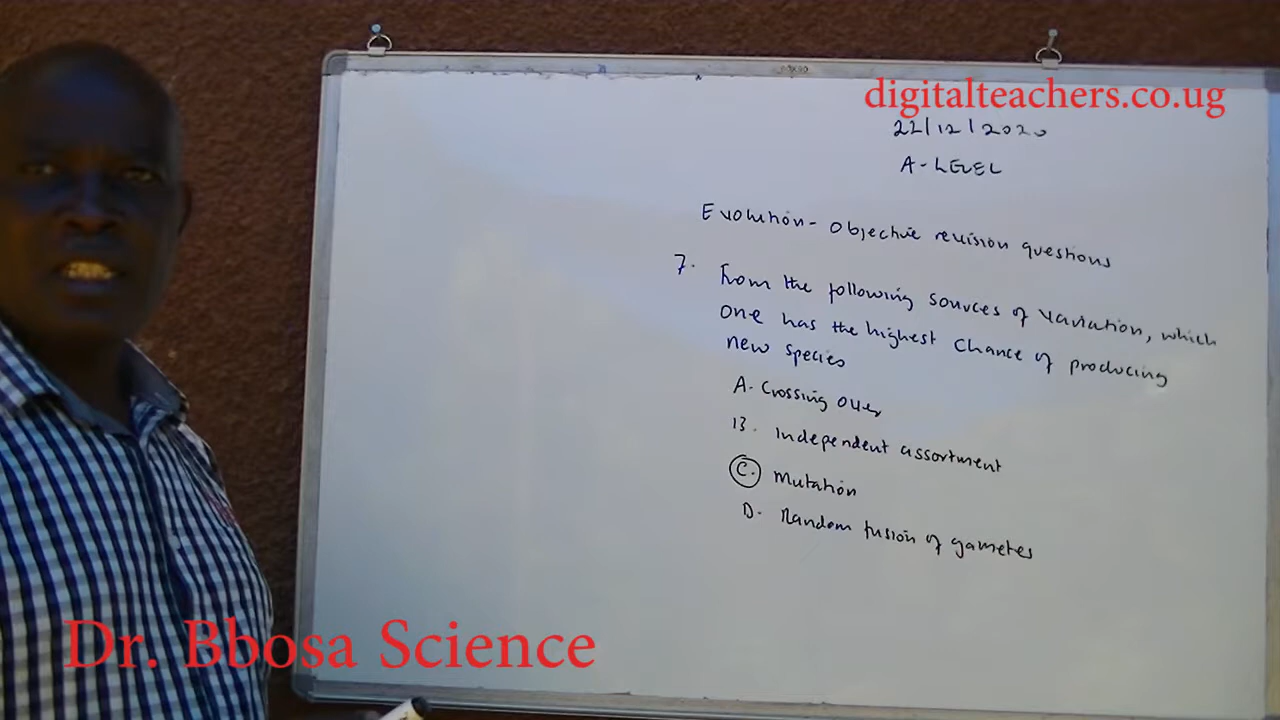 digitalteachers.co.ug
22/12/2020
A-LEVEL
Evolution- Objective revision questions
7. From the following sources of variation, which
one has the highest chance of producing
new species
A. Crossing over
B. Independent assortment
C. Mutation
D. Random fusion of gametes
Dr. Bbosa Science